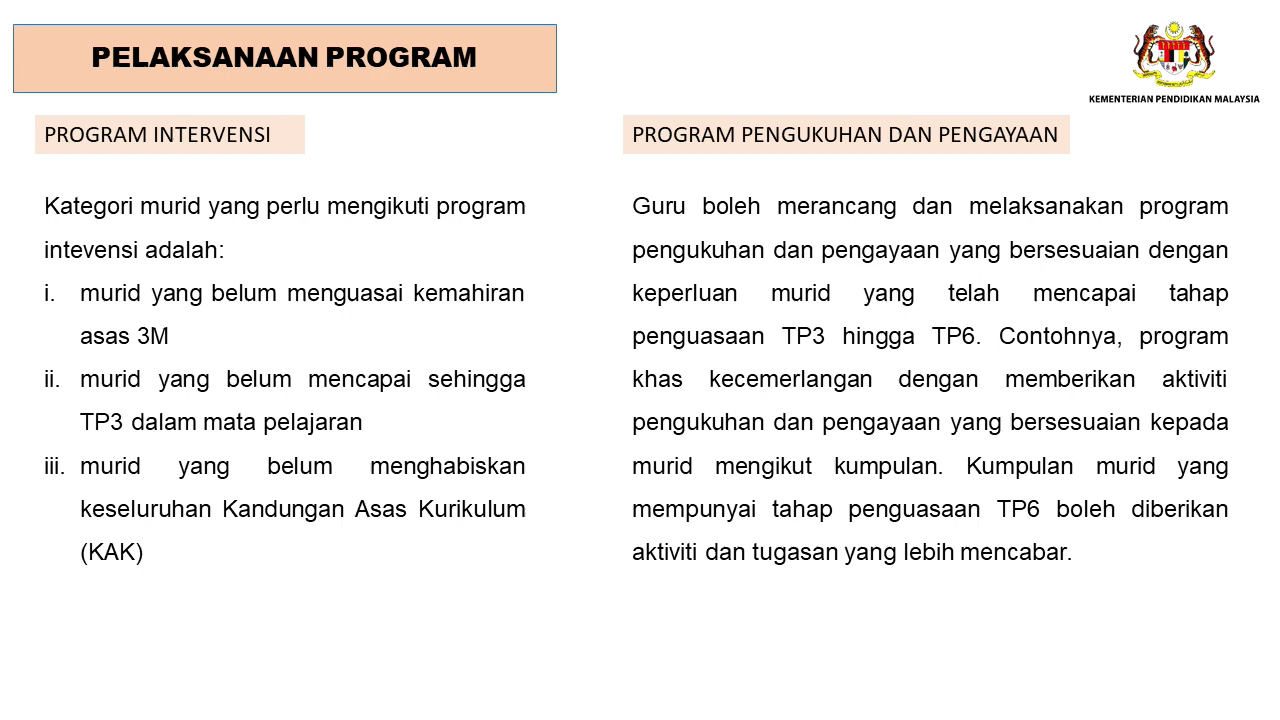 PELAKSANAAN PROGRAM
KEMENTERIAN PENDIDIKAN MALAYSIA
PROGRAM INTERVENSI
Kategori murid yang perlu mengikuti program
intevensi adalah:
i. murid yang belum menguasai kemahiran
asas 3M
ii. murid yang belum mencapai sehingga
TP3 dalam mata pelajaran
iii. murid yang belum menghabiskan
keseluruhan Kandungan Asas Kurikulum
(KAK)
PROGRAM PENGUKUHAN DAN PENGAYAAN
Guru boleh merancang dan melaksanakan program
pengukuhan dan pengayaan yang bersesuaian dengan
keperluan murid yang telah mencapai tahap
penguasaan TP3 hingga TP6. Contohnya, program
khas kecemerlangan dengan memberikan aktiviti
pengukuhan dan pengayaan yang bersesuaian kepada
murid mengikut kumpulan. Kumpulan murid yang
mempunyai tahap penguasaan TP6 boleh diberikan
aktiviti dan tugasan yang lebih mencabar.